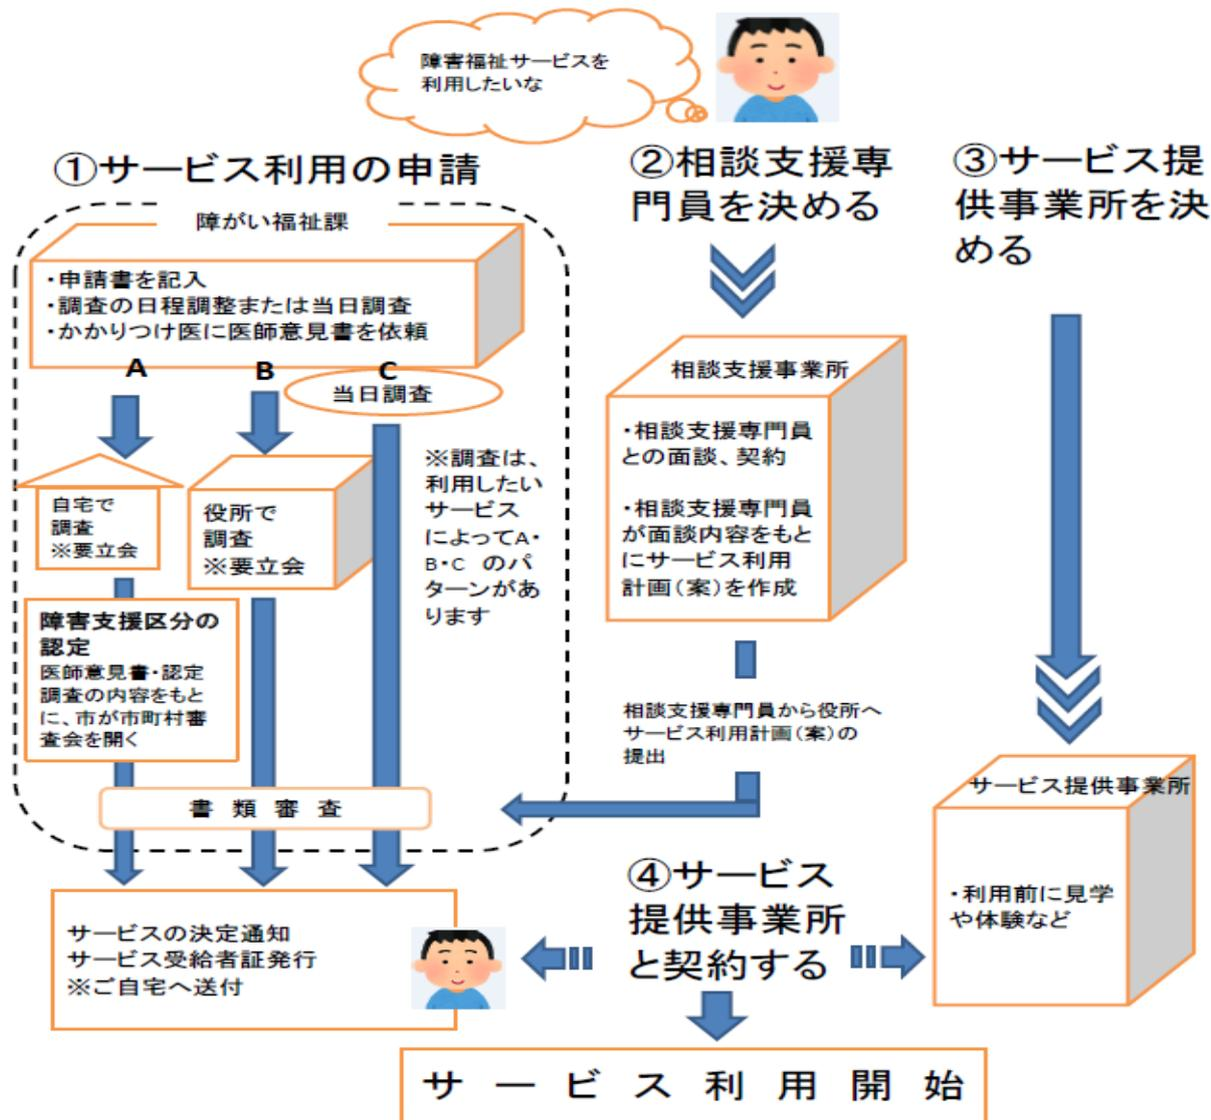 障害福祉サービスを
利用したいな
①サービス利用の申請
障がい福祉課
・申請書を記入
・調査の日程調整または当日調査
・かかりつけ医に医師意見書を依頼
A
B
C
当日調査
自宅で
調査
※要立会
役所で
調査
※要立会
※調査は、
利用したい
サービス
によってA・
B・C のパ
ターンがあ
ります
障害支援区分の
認定
医師意見書・認定
調査の内容をもと
に、市が市町村審
査会を開く
書 類 審 査
サービスの決定通知
サービス受給者証発行
※ご自宅へ送付
②相談支援専
門員を決める
相談支援事業所
・相談支援専門員
との面談、契約
・相談支援専門員
が面談内容をもと
にサービス利用
計画（案）を作成
相談支援専門員から役所へ
サービス利用計画（案）の
提出
③サービス提
供事業所を決
める
サービス提供事業所
・利用前に見学
や体験など
④サービス
提供事業所
と契約する
サ ー ビ ス 利 用 開 始